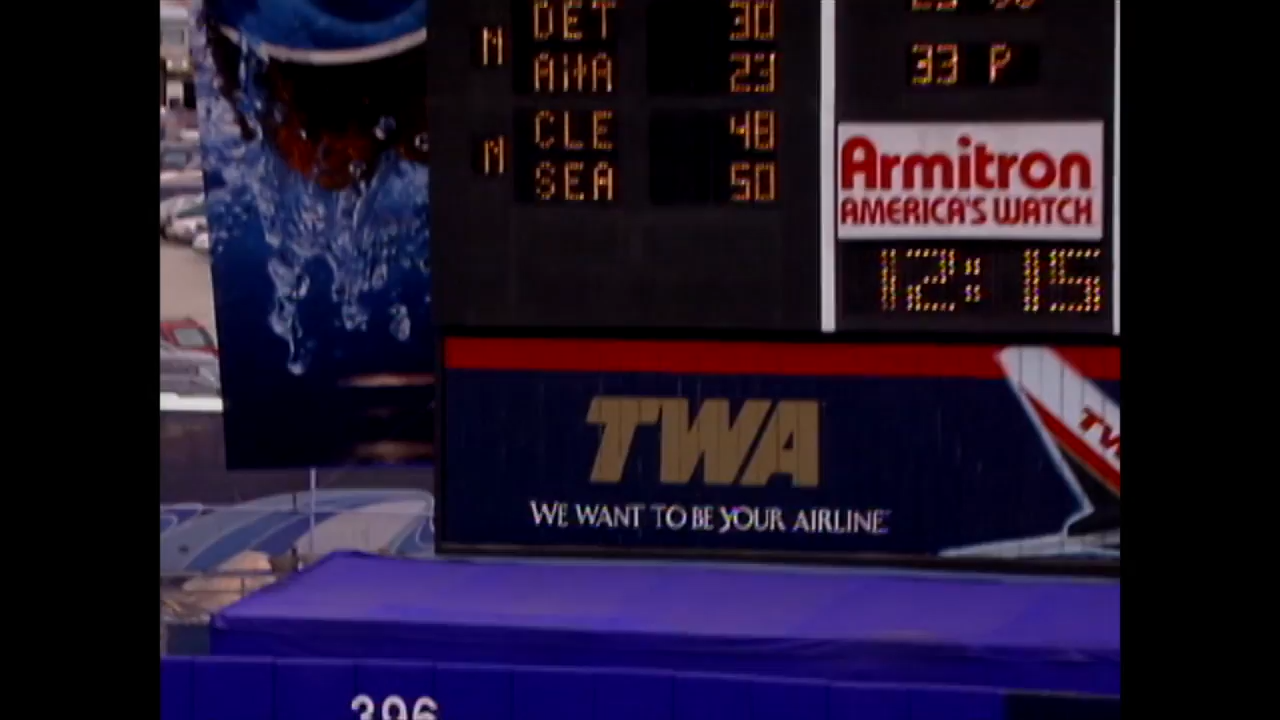 M
DET 30
ANA 23
M
CLE 48
SEA 50
33 P
Armitron
AMERICA'S WATCH
12:15
TWA
WE WANT TO BE YOUR AIRLINE
TW
396